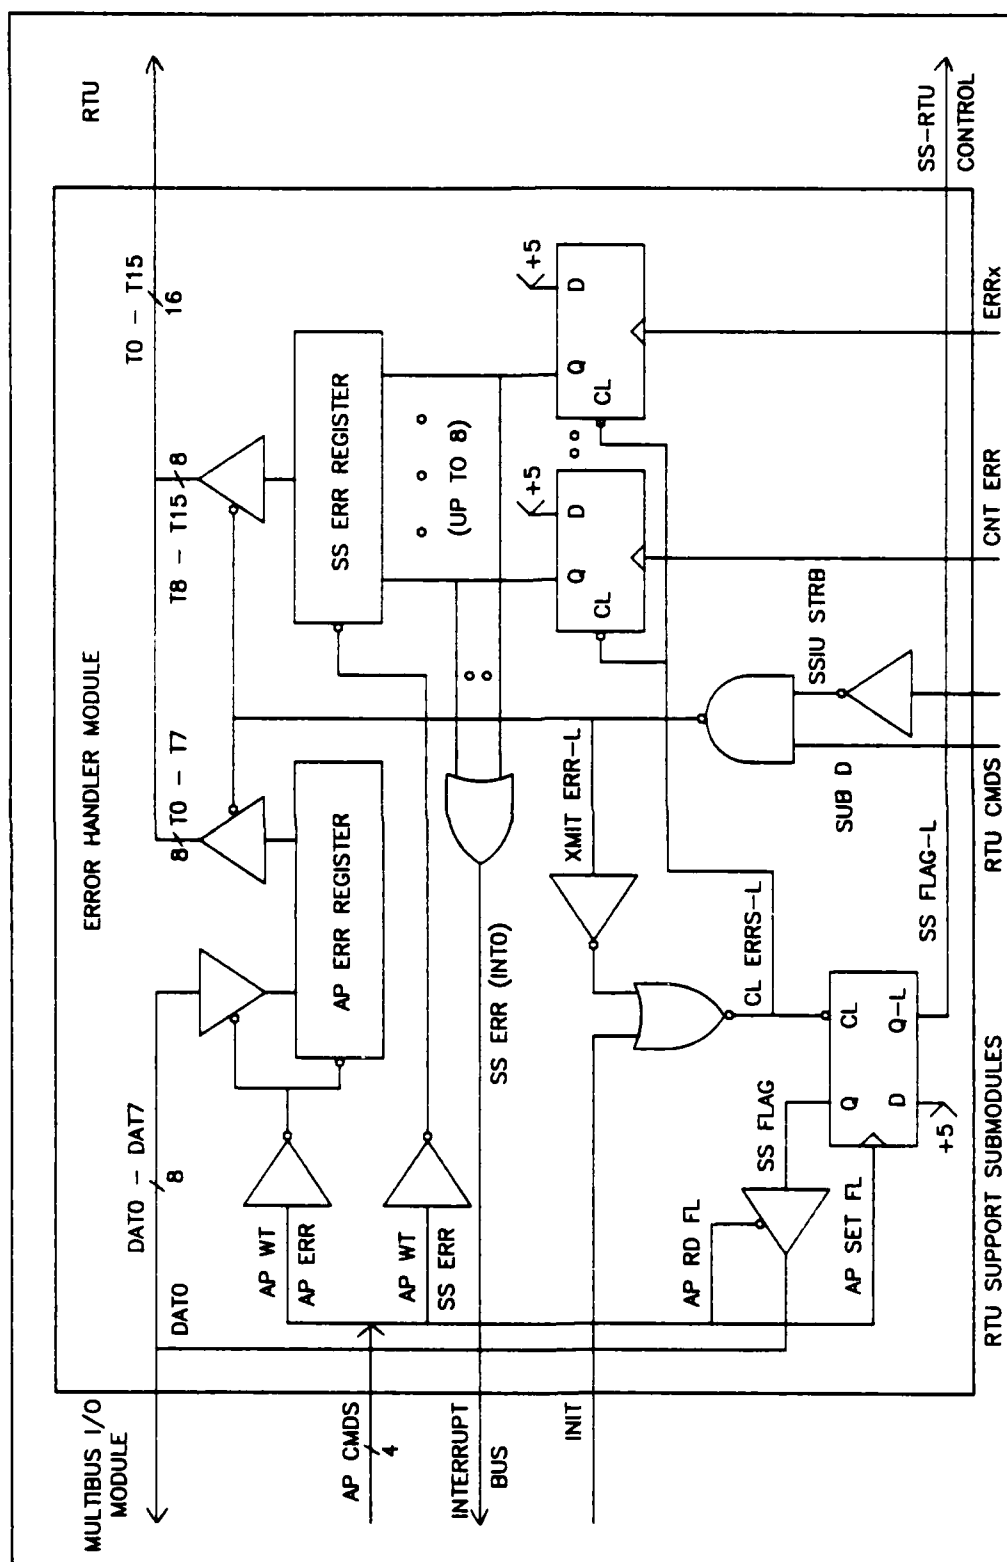 ERROR HANDLER MODULE
MULTIBUS I/O
MODULE
DAT0 - DAT7
8
DAT0
8
T0 - T7
T8 - T15
8
T0 - T15
16
RTU
AP CMDS
4
AP WT
AP ERR
AP ERR REGISTER
AP WT
SS ERR
SS ERR REGISTER
INTERRUPT
BUS
SS ERR (INT0)
(UP TO 8)
INIT
XMIT ERR-L
CL ERRS-L
Q
D
CL
+5
Q
D
CL
+5
AP RD FL
SS FLAG
AP SET FL
Q
CL
D
Q-L
+5
SUB D
SSIU STRB
SS FLAG-L
SS-RTU
CONTROL
RTU SUPPORT SUBMODULES
RTU CMDS
CNT ERR
ERRx